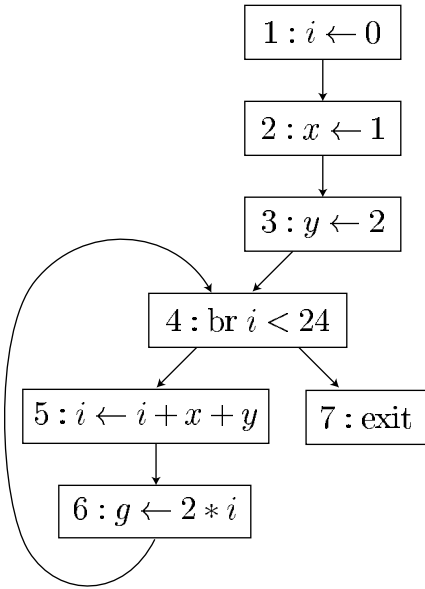 1 : i ← 0
2 : x ← 1
3 : y ← 2
4 : br i < 24
5 : i ← i + x + y
7 : exit
6 : g ← 2 * i